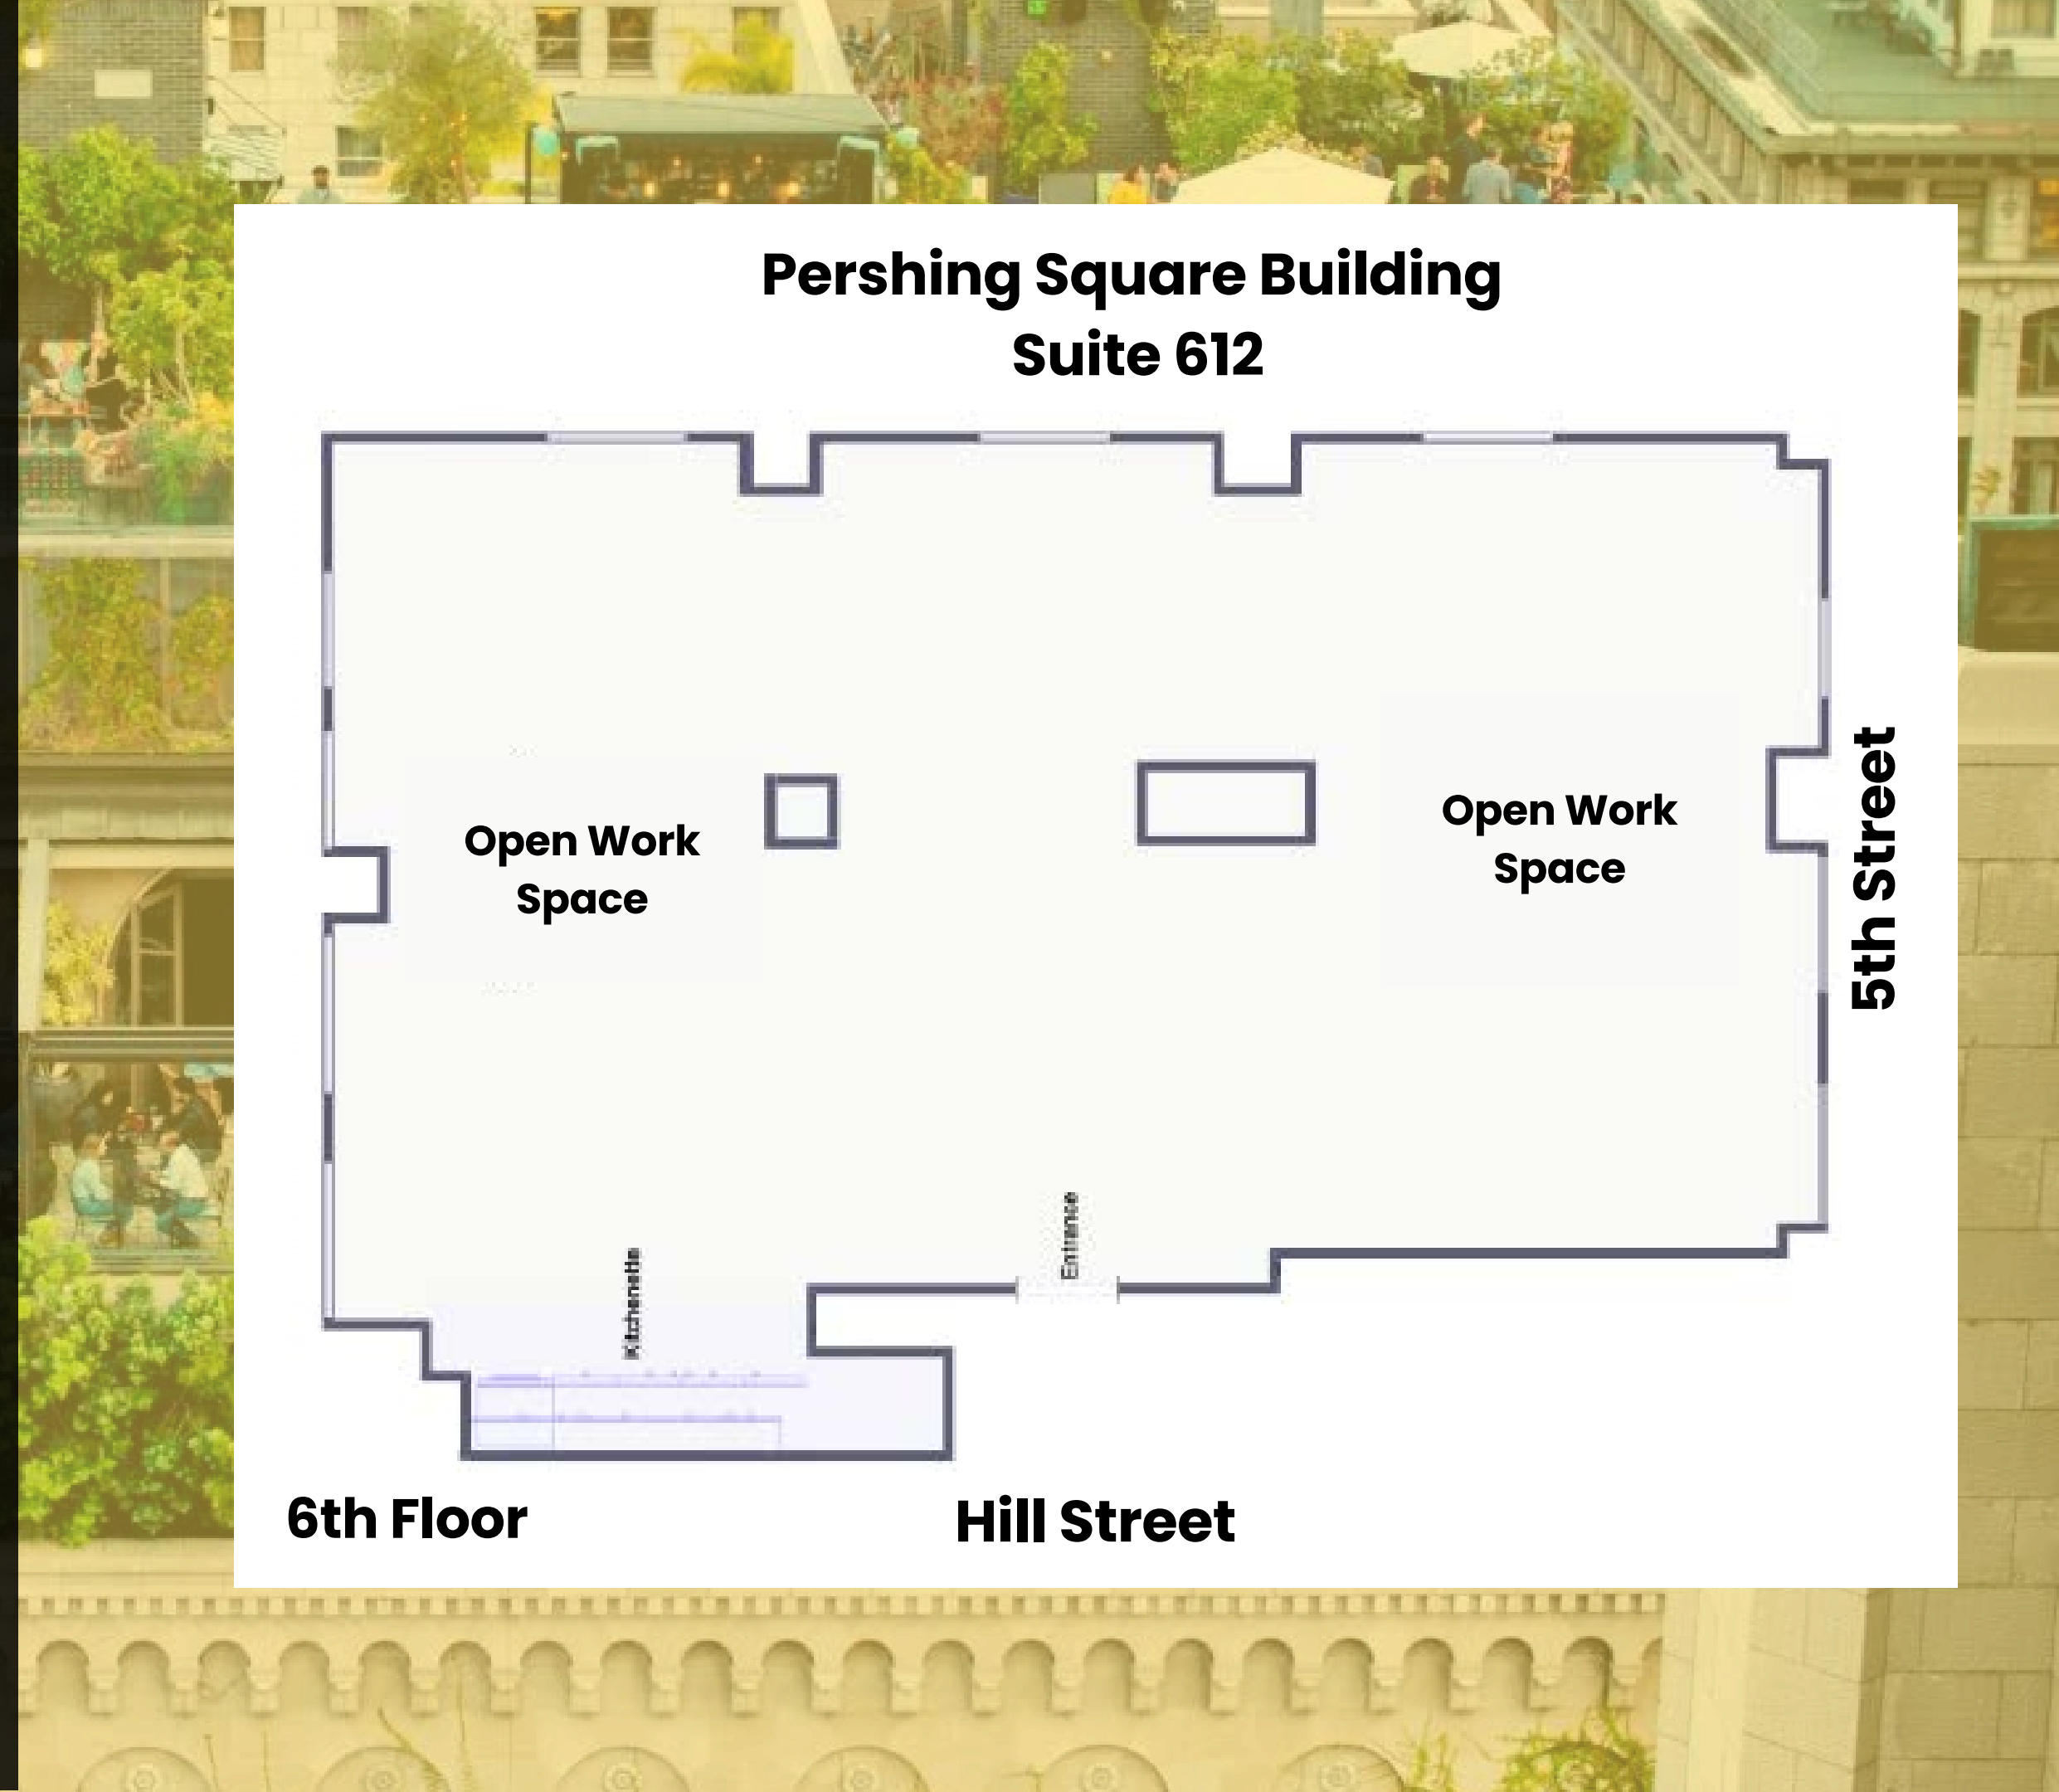 Pershing Square Building
Suite 612
Open Work
Space
Open Work
Space
5th Street
Entrance
Kitchenette
6th Floor
Hill Street